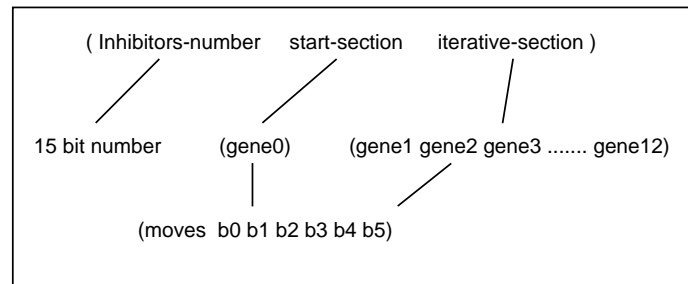 ( Inhibitors-number start-section iterative-section )
15 bit number (gene0) (gene1 gene2 gene3 ....... gene12)
(moves b0 b1 b2 b3 b4 b5)